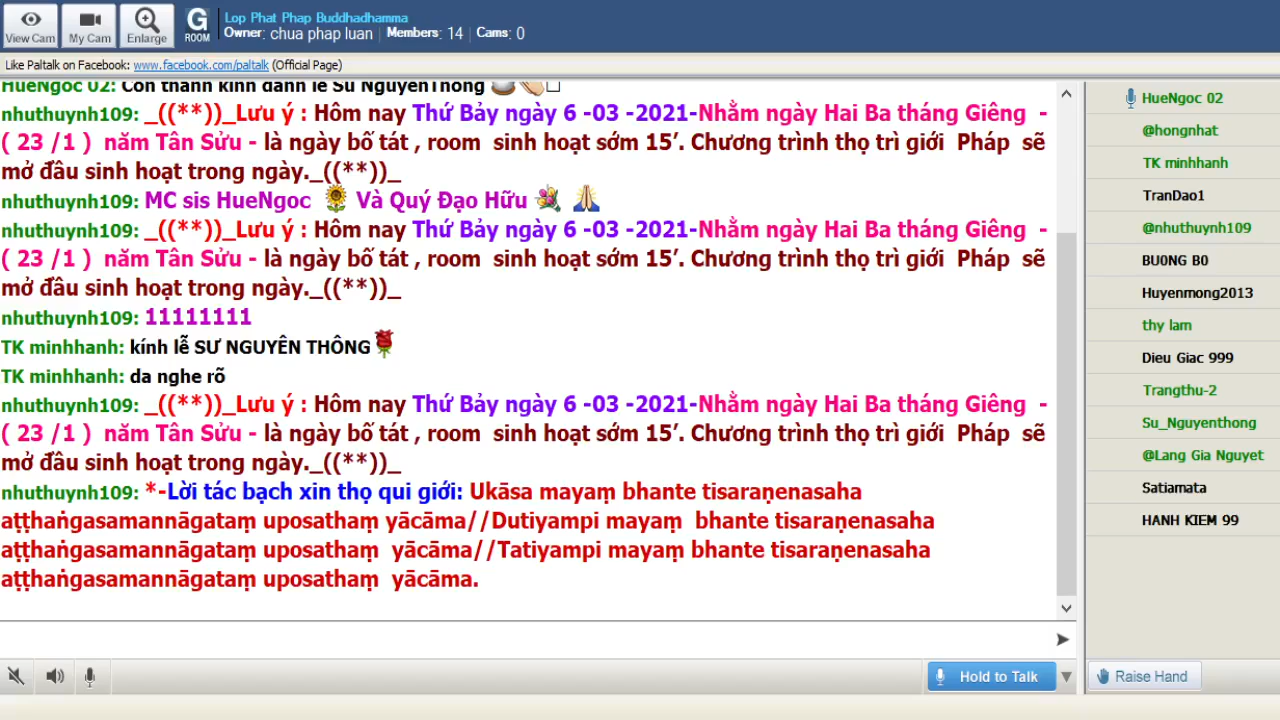 Lop Phat Phap Buddhadhamma
Owner: chua phap luan Members: 14 Cams: 0
View Cam My Cam Enlarge G ROOM
Like Paltalk on Facebook: www.facebook.com/paltalk (Official Page)
HueNgoc 02: Con thành kính đảnh lễ Sư NguyênThông
nhuthuynh109: _((**))_Lưu ý : Hôm nay Thứ Bảy ngày 6 -03 -2021-Nhằm ngày Hai Ba tháng Giêng -
( 23 /1 ) năm Tân Sửu - là ngày bố tát , room sinh hoạt sớm 15’. Chương trình thọ trì giới Pháp sẽ
mở đầu sinh hoạt trong ngày._((**))_
nhuthuynh109: MC sis HueNgoc 🌻 Và Quý Đạo Hữu 💐 🙏
nhuthuynh109: _((**))_Lưu ý : Hôm nay Thứ Bảy ngày 6 -03 -2021-Nhằm ngày Hai Ba tháng Giêng -
( 23 /1 ) năm Tân Sửu - là ngày bố tát , room sinh hoạt sớm 15’. Chương trình thọ trì giới Pháp sẽ
mở đầu sinh hoạt trong ngày._((**))_
nhuthuynh109: 11111111
TK minhhanh: kính lễ SƯ NGUYÊN THÔNG🌹
TK minhhanh: da nghe rõ
nhuthuynh109: _((**))_Lưu ý : Hôm nay Thứ Bảy ngày 6 -03 -2021-Nhằm ngày Hai Ba tháng Giêng -
( 23 /1 ) năm Tân Sửu - là ngày bố tát , room sinh hoạt sớm 15’. Chương trình thọ trì giới Pháp sẽ
mở đầu sinh hoạt trong ngày._((**))_
nhuthuynh109: *-Lời tác bạch xin thọ qui giới: Ukāsa mayaṃ bhante tisaraṇenasaha
aṭṭhaṅgasamannāgataṃ uposathaṃ yācāma//Dutiyampi mayaṃ bhante tisaraṇenasaha
aṭṭhaṅgasamannāgataṃ uposathaṃ yācāma//Tatiyampi mayaṃ bhante tisaraṇenasaha
aṭṭhaṅgasamannāgataṃ uposathaṃ yācāma.
HueNgoc 02
@hongnhat
TK minhhanh
TranDao1
@nhuthuynh109
BU0NG B0
Huyenmong2013
thy lam
Dieu Giac 999
Trangthu-2
Su_Nguyenthong
@Lang Gia Nguyet
Satiamata
HANH KIEM 99
Hold to Talk
Raise Hand